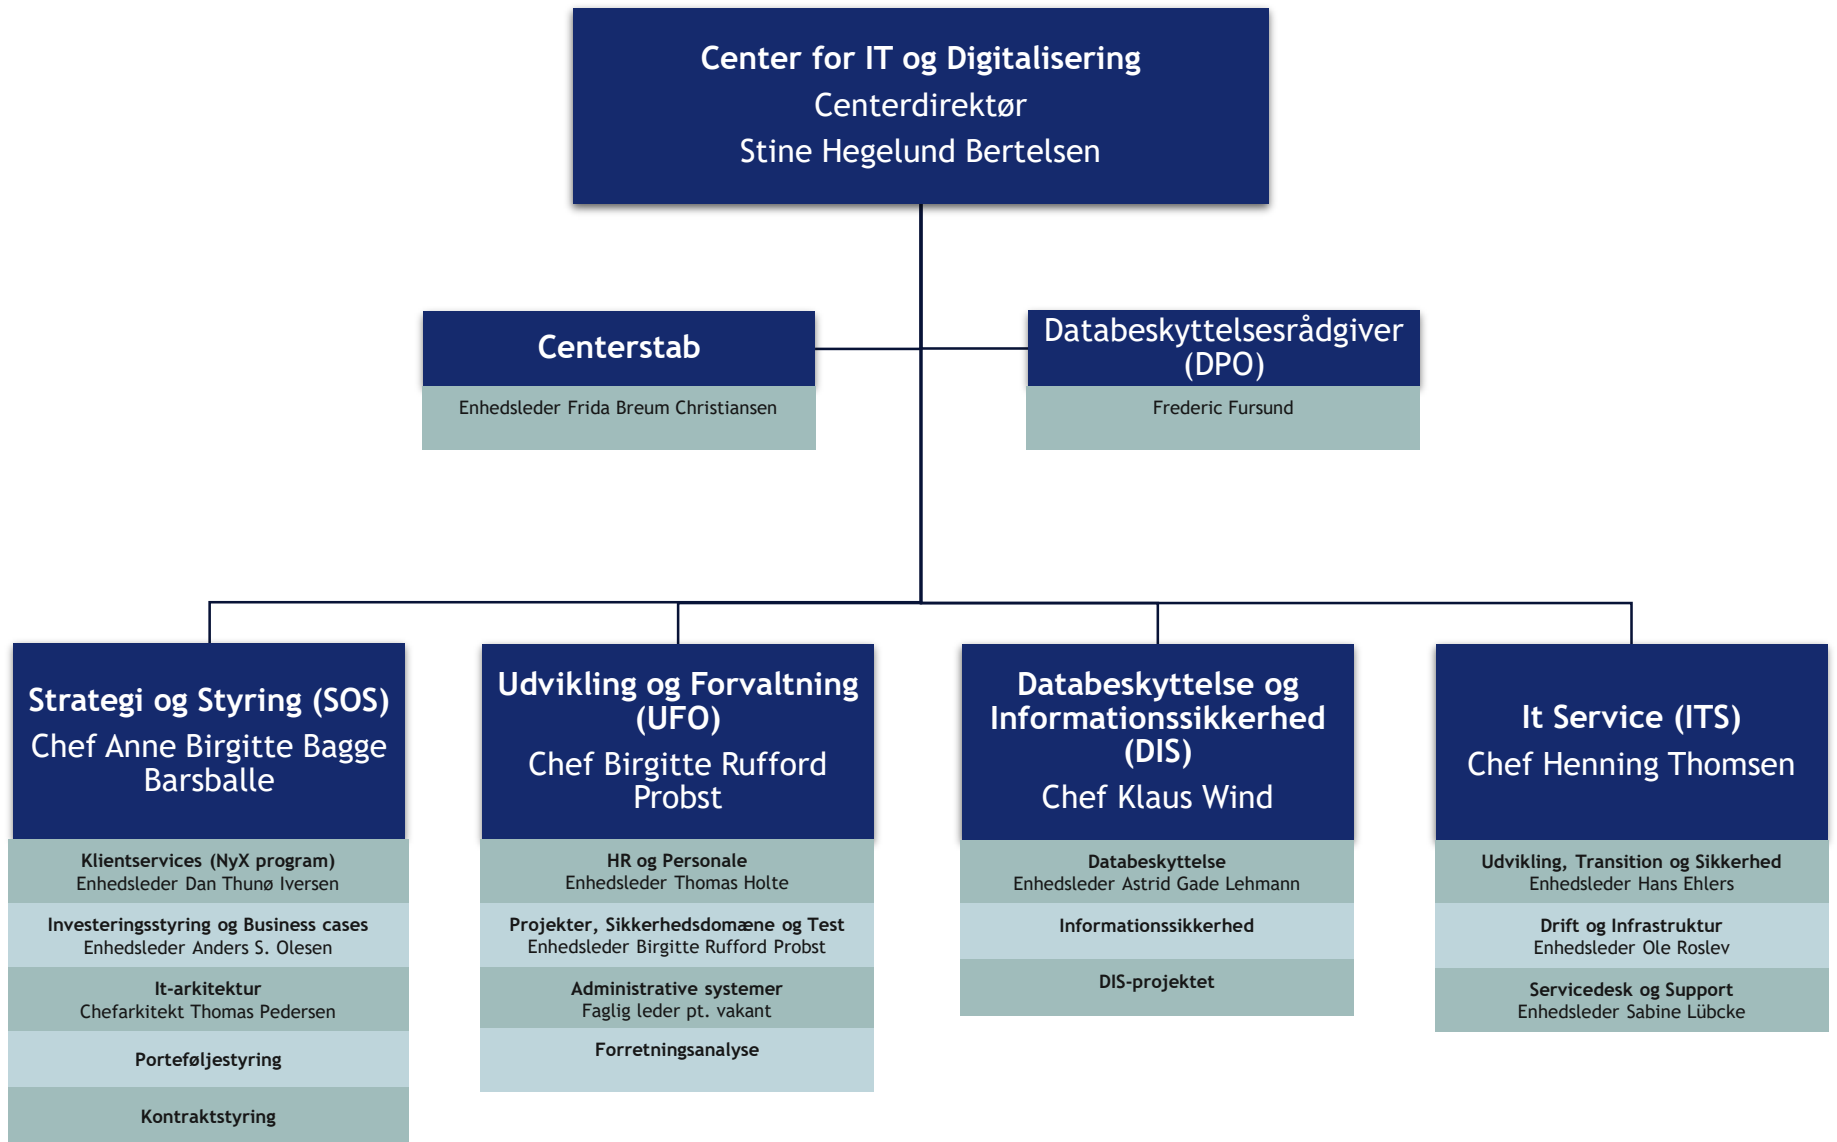 Center for IT og Digitalisering
Centerdirektør
Stine Hegelund Bertelsen
Centerstab
Enhedsleder Frida Breum Christiansen
Databeskyttelsesrådgiver
(DPO)
Frederic Fursund
Strategi og Styring (SOS)
Chef Anne Birgitte Bagge
Barsballe
Klientservices (NyX program)
Enhedsleder Dan Thunø Iversen
Investeringsstyring og Business cases
Enhedsleder Anders S. Olesen
It-arkitektur
Chefarkitekt Thomas Pedersen
Porteføljestyring
Kontraktstyring
Udvikling og Forvaltning
(UFO)
Chef Birgitte Rufford
Probst
HR og Personale
Enhedsleder Thomas Holte
Projekter, Sikkerhedsdomæne og Test
Enhedsleder Birgitte Rufford Probst
Administrative systemer
Faglig leder pt. vakant
Forretningsanalyse
Databeskyttelse og
Informationssikkerhed
(DIS)
Chef Klaus Wind
Databeskyttelse
Enhedsleder Astrid Gade Lehmann
Informationssikkerhed
DIS-projektet
It Service (ITS)
Chef Henning Thomsen
Udvikling, Transition og Sikkerhed
Enhedsleder Hans Ehlers
Drift og Infrastruktur
Enhedsleder Ole Roslev
Servicedesk og Support
Enhedsleder Sabine Lübcke